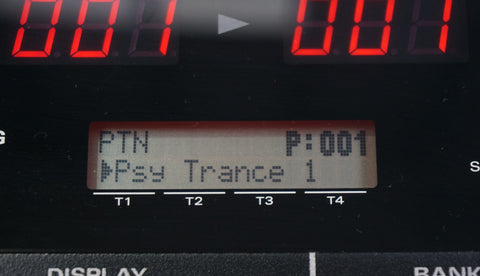 001 001
PTN P:001
Psy Trance 1
T1 T2 T3 T4
DISPLAY BANK